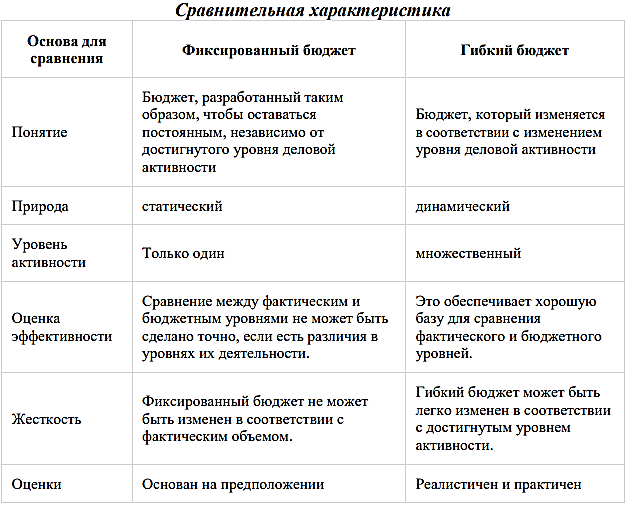 Сравнительная характеристика
Основа для
сравнения
Фиксированный бюджет
Гибкий бюджет
Понятие
Бюджет, разработанный таким
образом, чтобы оставаться
постоянным, независимо от
достигнутого уровня деловой
активности
Бюджет, который изменяется
в соответствии с изменением
уровня деловой активности
Природа
статический
динамический
Уровень
активности
Только один
множественный
Оценка
эффективности
Сравнение между фактическим и
бюджетным уровнями не может быть
сделано точно, если есть различия в
уровнях их деятельности.
Это обеспечивает хорошую
базу для сравнения
фактического и бюджетного
уровней.
Жесткость
Фиксированный бюджет не может
быть изменен в соответствии с
фактическим объемом.
Гибкий бюджет может быть
легко изменен в соответствии
с достигнутым уровнем
активности.
Оценки
Основан на предположении
Реалистичен и практичен